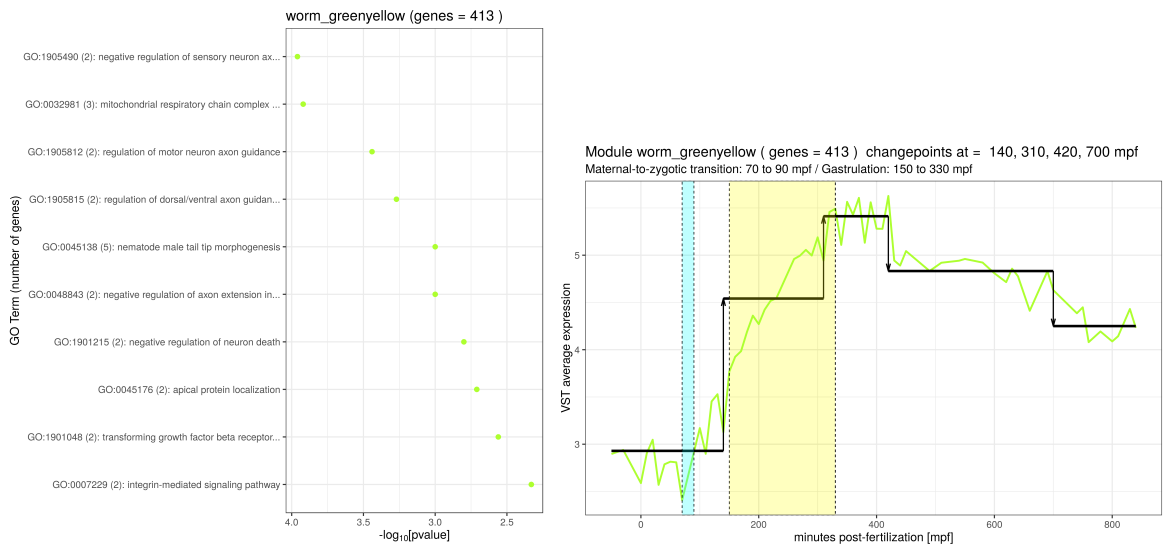 worm_greenyellow (genes = 413 )
GO Term (number of genes)
GO:1905490 (2): negative regulation of sensory neuron ax...
GO:0032981 (3): mitochondrial respiratory chain complex ...
GO:1905812 (2): regulation of motor neuron axon guidance
GO:1905815 (2): regulation of dorsal/ventral axon guidan...
GO:0045138 (5): nematode male tail tip morphogenesis
GO:0048843 (2): negative regulation of axon extension in...
GO:1901215 (2): negative regulation of neuron death
GO:0045176 (2): apical protein localization
GO:1901048 (2): transforming growth factor beta receptor...
GO:0007229 (2): integrin-mediated signaling pathway
4.0 3.5 3.0 2.5
-log10[pvalue]
Module worm_greenyellow ( genes = 413 ) changepoints at = 140, 310, 420, 700 mpf
Maternal-to-zygotic transition: 70 to 90 mpf / Gastrulation: 150 to 330 mpf
VST average expression
5
4
3
0 200 400 600 800
minutes post-fertilization [mpf]